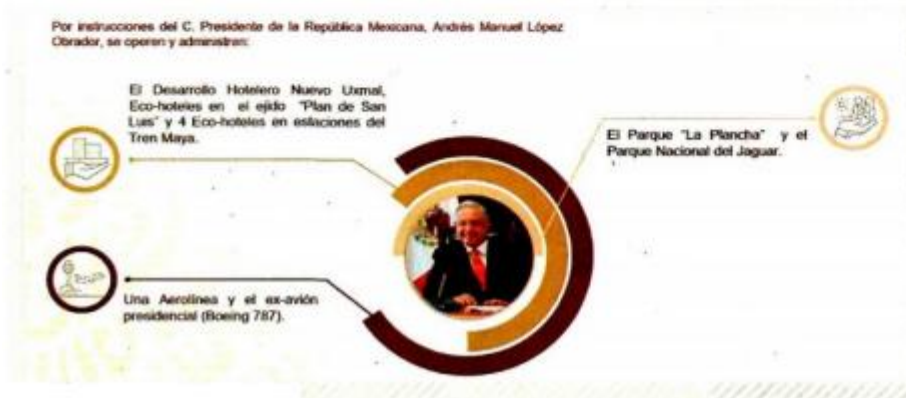 Por instrucciones del C. Presidente de la República Mexicana, Andrés Manuel López
Obrador, se operen y administren:
El Desarrollo Hotelero Nuevo Uxmal,
Eco-hoteles en el ejido "Plan de San
Luis" y 4 Eco-hoteles en estaciones del
Tren Maya.
El Parque "La Plancha" y el
Parque Nacional del Jaguar.
Una Aerolínea y el ex-avión
presidencial (Boeing 787).